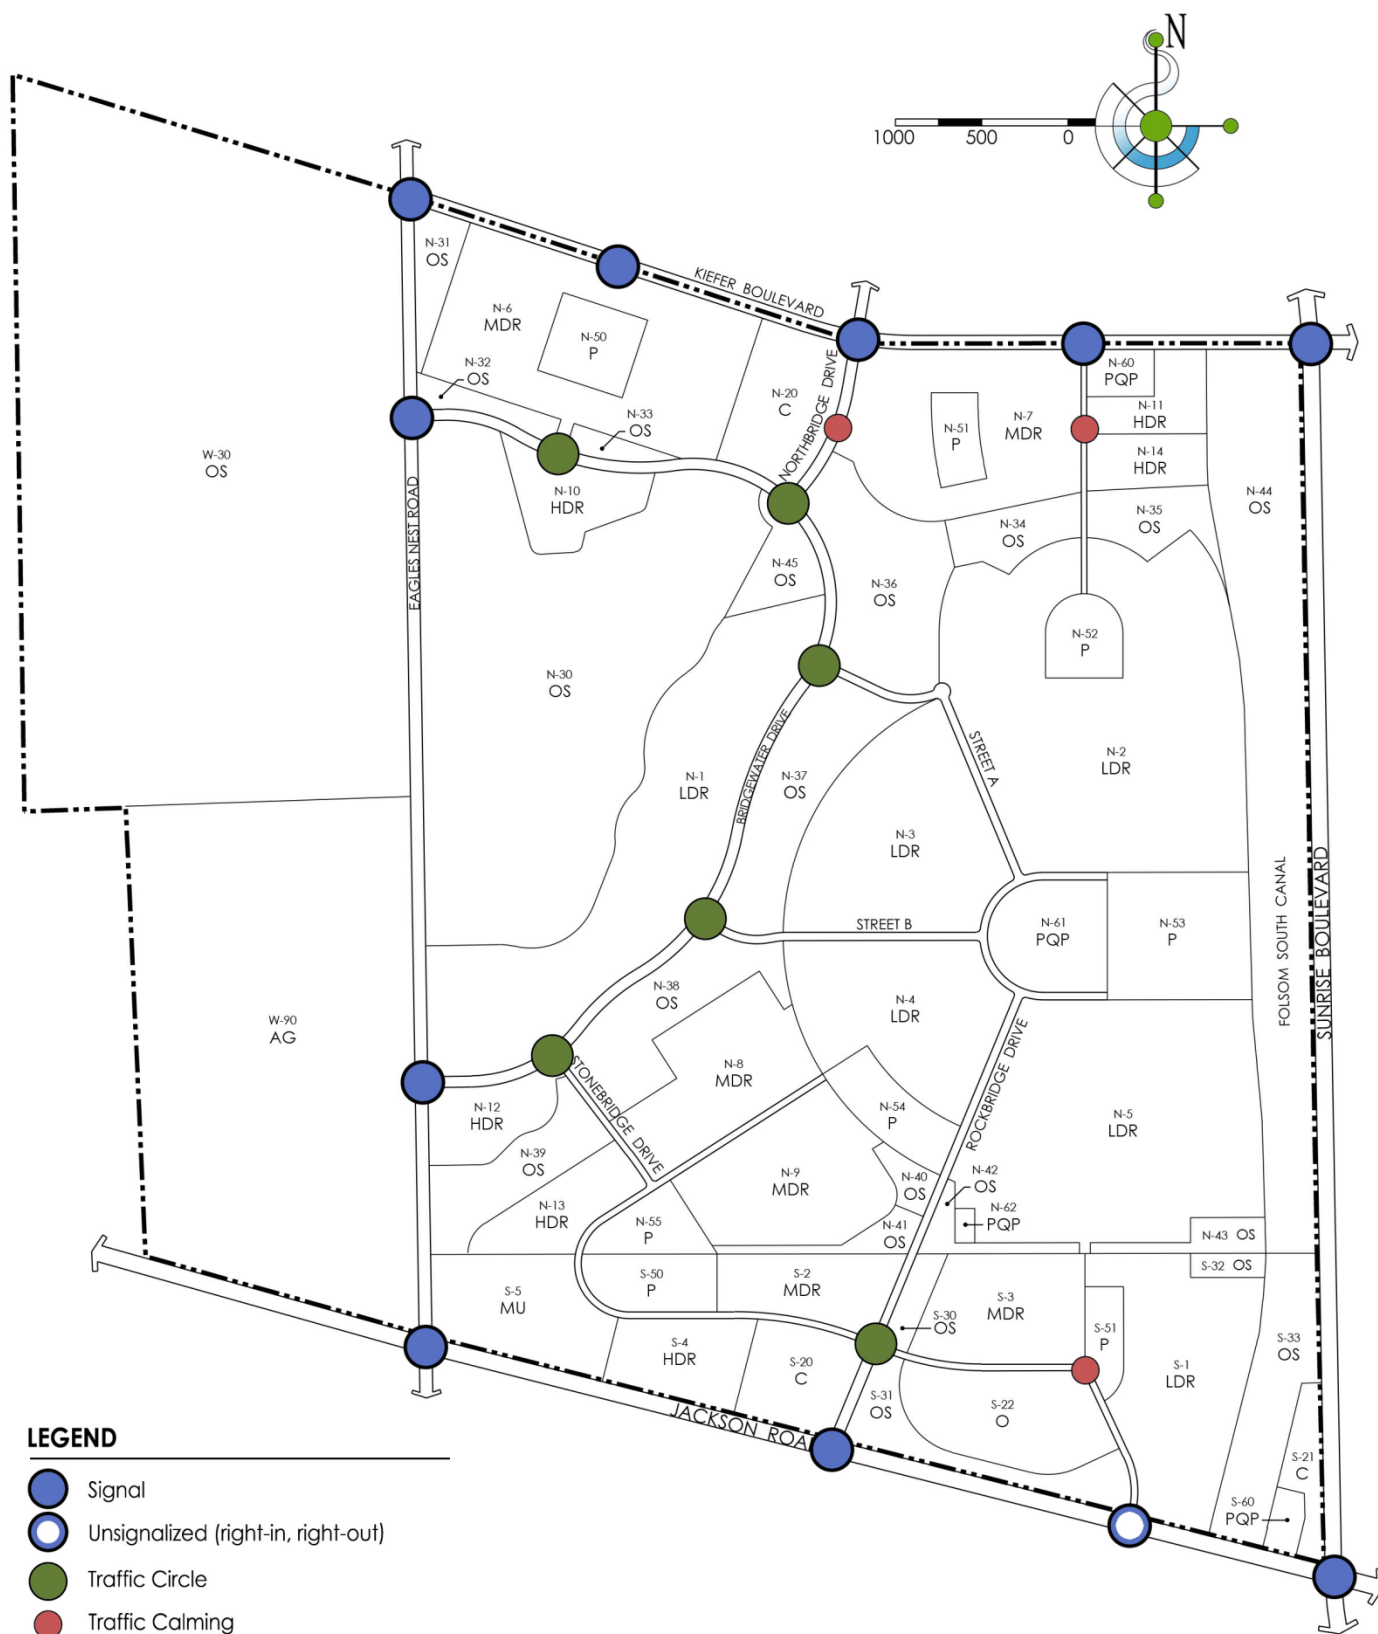 N
1000 500 0
KIEFER BOULEVARD
N-31
OS
N-6
MDR
N-50
P
N-32
OS
N-33
OS
N-20
C
NORTHBRIDGE DRIVE
N-60
PQP
N-11
HDR
N-7
MDR
N-51
P
N-14
HDR
W-30
OS
N-10
HDR
N-44
OS
N-34
OS
N-35
OS
EAGLES NEST ROAD
N-45
OS
N-36
OS
N-52
P
N-30
OS
STREET A
BRIDGEWATER DRIVE
N-1
LDR
N-37
OS
N-2
LDR
N-3
LDR
FOLSOM SOUTH CANAL
SUNRISE BOULEVARD
STREET B
N-61
PQP
N-53
P
N-38
OS
N-4
LDR
W-90
AG
STONEBRIDGE DRIVE
N-8
MDR
ROCKBRIDGE DRIVE
N-12
HDR
N-54
P
N-5
LDR
N-39
OS
N-9
MDR
N-40
OS
N-42
OS
N-13
HDR
N-55
P
N-41
OS
N-62
PQP
N-43 OS
S-32 OS
S-5
MU
S-50
P
S-2
MDR
S-3
MDR
S-30
OS
S-51
P
S-33
OS
S-4
HDR
S-20
C
S-1
LDR
S-31
OS
S-22
O
JACKSON ROA
S-21
C
S-60
PQP
LEGEND
Signal
Unsignalized (right-in, right-out)
Traffic Circle
Traffic Calming